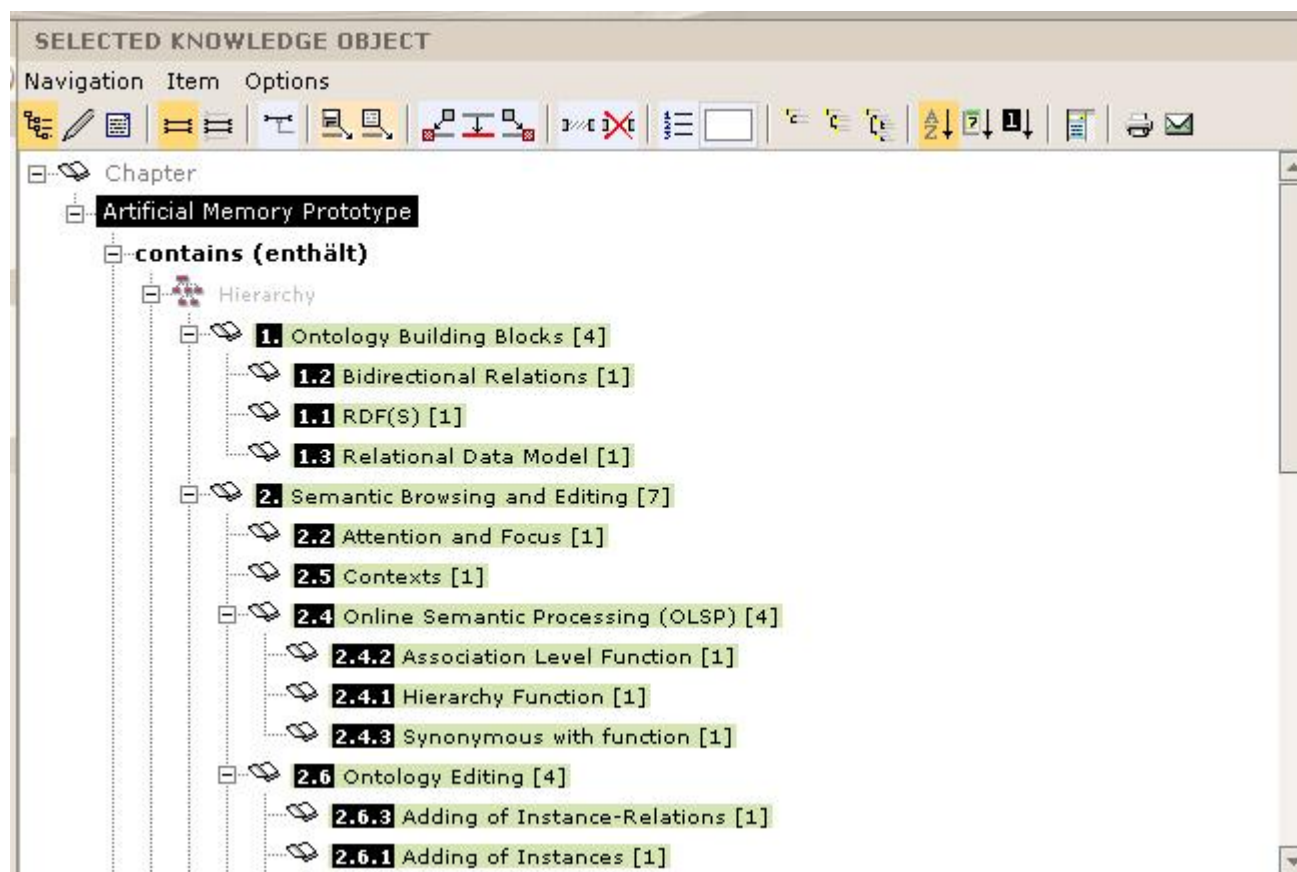 SELECTED KNOWLEDGE OBJECT
Navigation Item Options
Chapter
Artificial Memory Prototype
contains (enthält)
Hierarchy
1. Ontology Building Blocks [4]
1.2 Bidirectional Relations [1]
1.1 RDF(S) [1]
1.3 Relational Data Model [1]
2. Semantic Browsing and Editing [7]
2.2 Attention and Focus [1]
2.5 Contexts [1]
2.4 Online Semantic Processing (OLSP) [4]
2.4.2 Association Level Function [1]
2.4.1 Hierarchy Function [1]
2.4.3 Synonymous with function [1]
2.6 Ontology Editing [4]
2.6.3 Adding of Instance-Relations [1]
2.6.1 Adding of Instances [1]